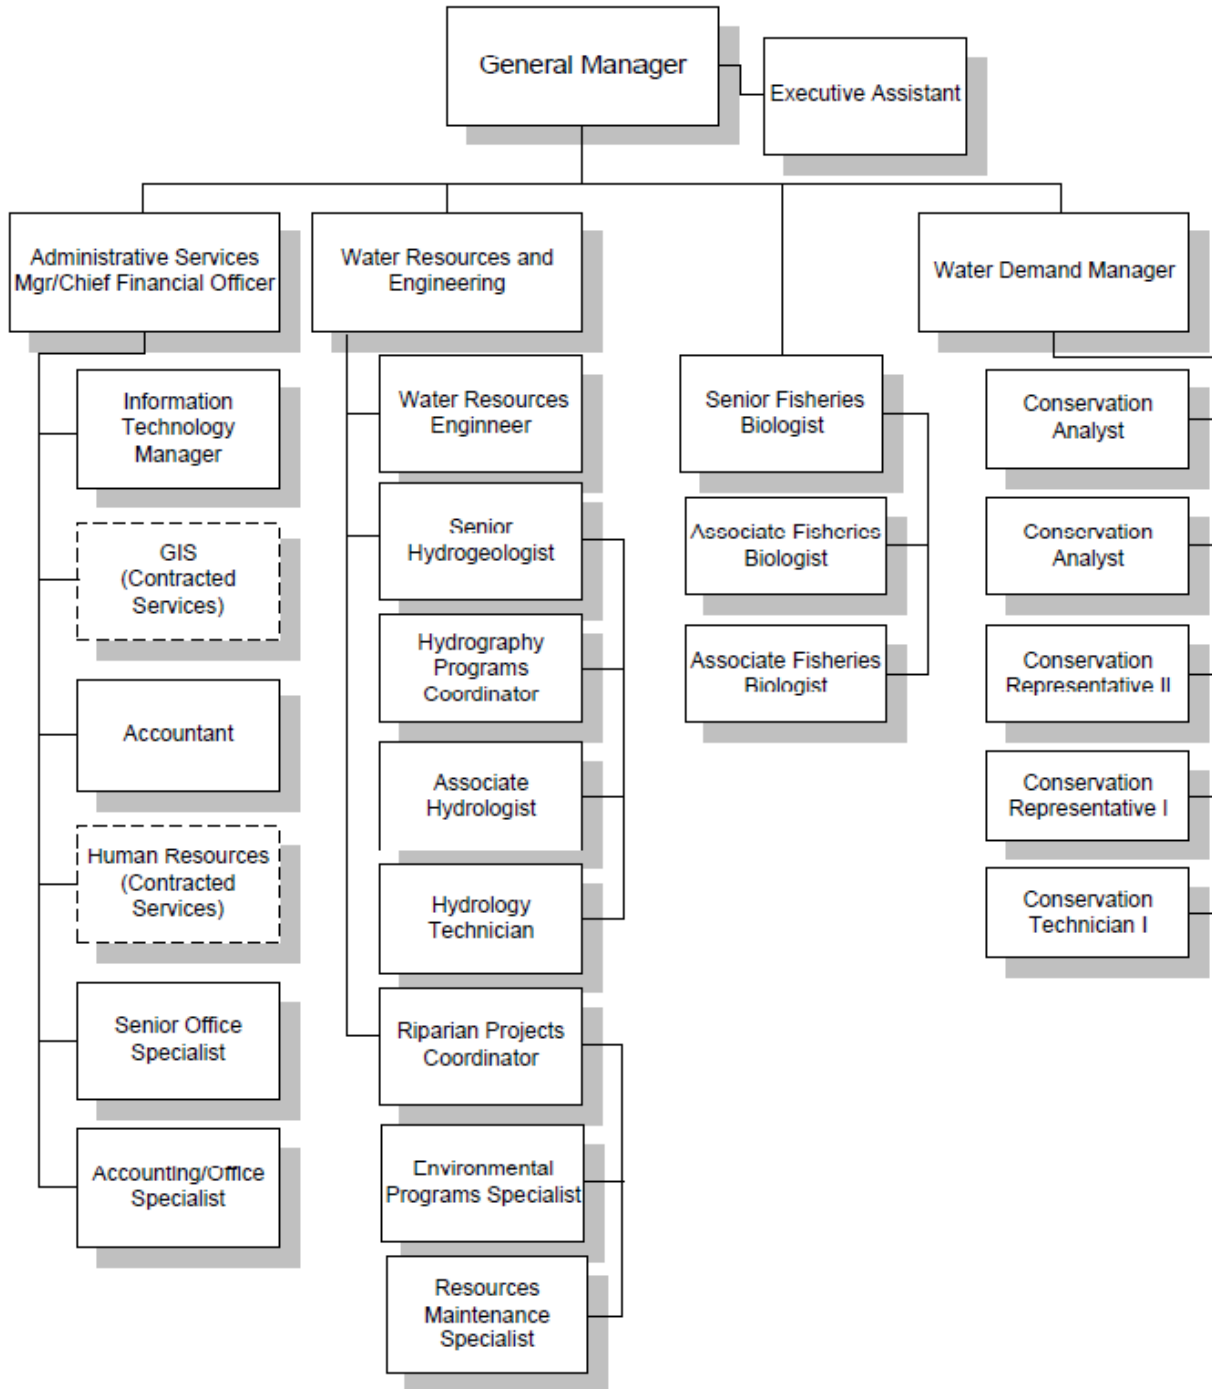 General Manager
Executive Assistant
Administrative Services
Mgr/Chief Financial Officer
Water Resources and
Engineering
Water Demand Manager
Information
Technology
Manager
GIS
(Contracted
Services)
Accountant
Human Resources
(Contracted
Services)
Senior Office
Specialist
Accounting/Office
Specialist
Water Resources
Enginneer
Senior
Hydrogeologist
Hydrography
Programs
Coordinator
Associate
Hydrologist
Hydrology
Technician
Riparian Projects
Coordinator
Environmental
Programs Specialist
Resources
Maintenance
Specialist
Senior Fisheries
Biologist
Associate Fisheries
Biologist
Associate Fisheries
Biologist
Conservation
Analyst
Conservation
Analyst
Conservation
Representative II
Conservation
Representative I
Conservation
Technician I